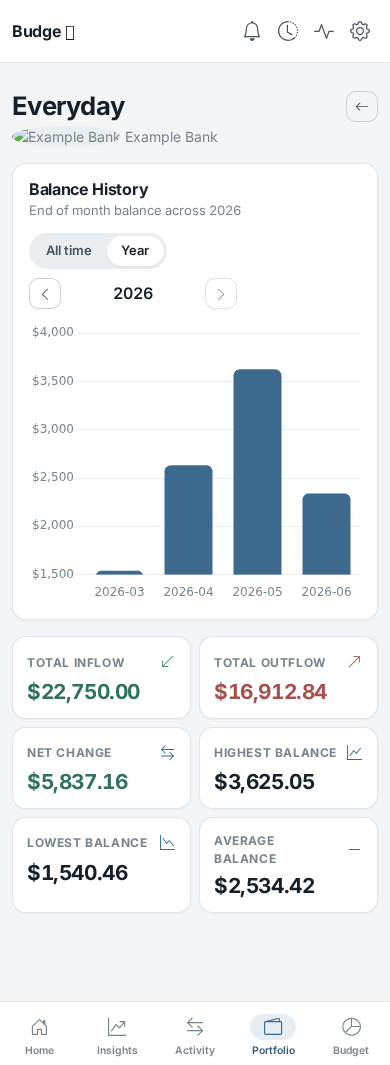 Budge
Everyday
Example Bank Example Bank
Balance History
End of month balance across 2026
All time Year
2026
$4,000
$3,500
$3,000
$2,500
$2,000
$1,500
2026-03 2026-04 2026-05 2026-06
TOTAL INFLOW
$22,750.00
TOTAL OUTFLOW
$16,912.84
NET CHANGE
$5,837.16
HIGHEST BALANCE
$3,625.05
LOWEST BALANCE
$1,540.46
AVERAGE
BALANCE
$2,534.42
Home Insights Activity Portfolio Budget